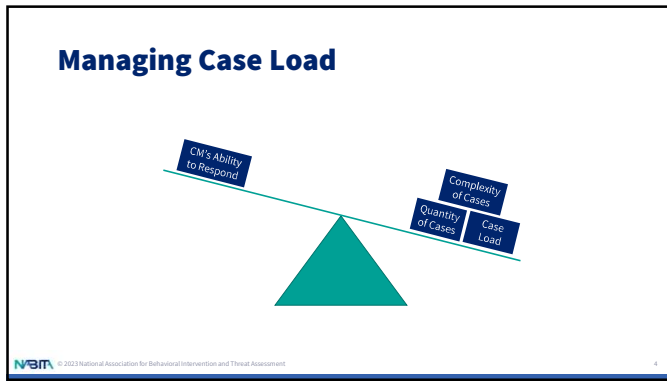 Managing Case Load
CM's Ability
to Respond
Complexity
of Cases
Quantity
of Cases
Case
Load
NABITA © 2023 National Association for Behavioral Intervention and Threat Assessment
4